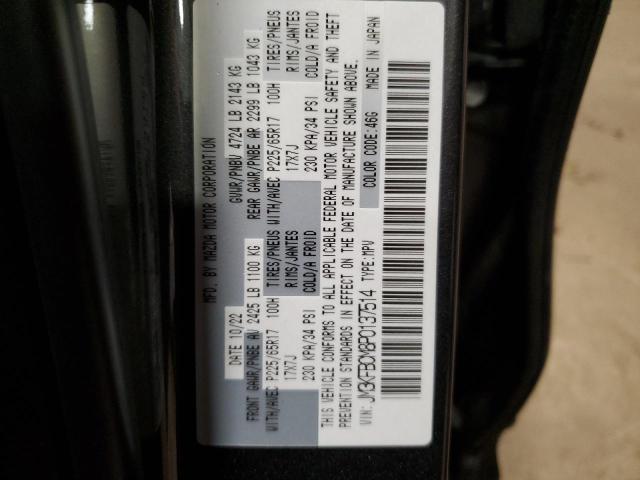 MFD. BY MAZDA MOTOR CORPORATION
DATE 10/22 GVWR/PNBV 4724 LB 2143 KG
FRONT GAWR/PNBE AV 2425 LB 1100 KG REAR GAWR/PNBE AR 2299 LB 1043 KG
WITH/AVEC P225/65R17 100H TIRES/PNEUS WITH/AVEC P225/65R17 100H TIRES/PNEUS
17X7J RIMS/JANTES 17X7J RIMS/JANTES
230 KPA/34 PSI COLD/A FROID 230 KPA/34 PSI COLD/A FROID
THIS VEHICLE CONFORMS TO ALL APPLICABLE FEDERAL MOTOR VEHICLE SAFETY AND THEFT
PREVENTION STANDARDS IN EFFECT ON THE DATE OF MANUFACTURE SHOWN ABOVE.
VIN: JM3KFBCM8P0137514 TYPE: MPV COLOR CODE: 46G MADE IN JAPAN